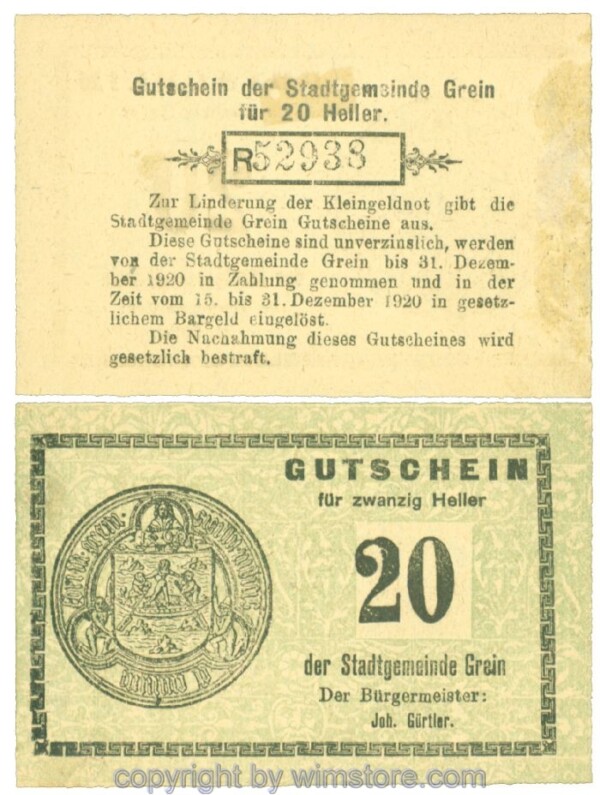 Gutschein der Stadtgemeinde Grein
für 20 Heller.
R52933
Zur Linderung der Kleingeldnot gibt die
Stadtgemeinde Grein Gutscheine aus.
Diese Gutscheine sind unverzinslich, werden
von der Stadtgemeinde Grein bis 31. Dezem-
ber 1920 in Zahlung genommen und in der
Zeit vom 15. bis 31. Dezember 1920 in gesetz-
lichem Bargeld eingelöst.
Die Nachahmung dieses Gutscheines wird
gesetzlich bestraft.
GUTSCHEIN
für zwanzig Heller
20
der Stadtgemeinde Grein
Der Bürgermeister:
Joh. Gürtler.
copyright by wimstore.com